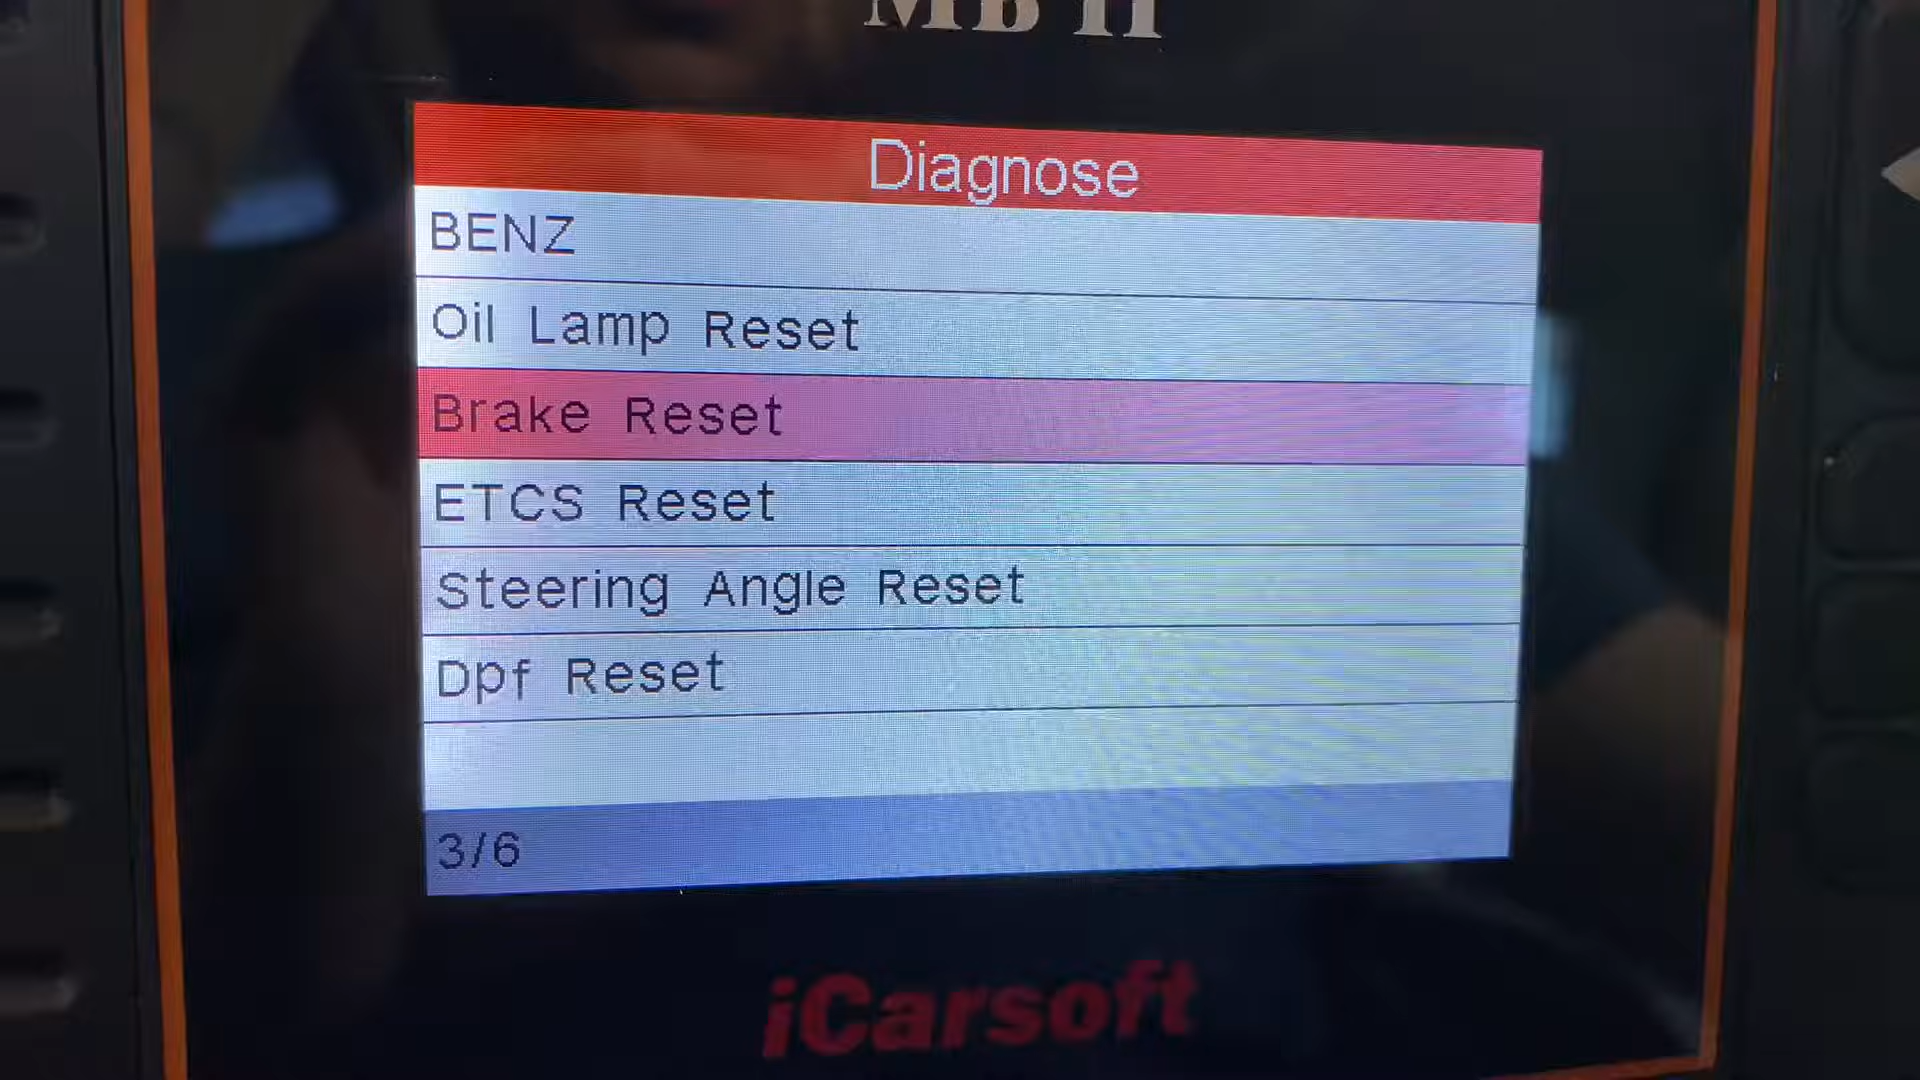 MB II
Diagnose
BENZ
Oil Lamp Reset
Brake Reset
ETCS Reset
Steering Angle Reset
Dpf Reset
3/6
iCarsoft